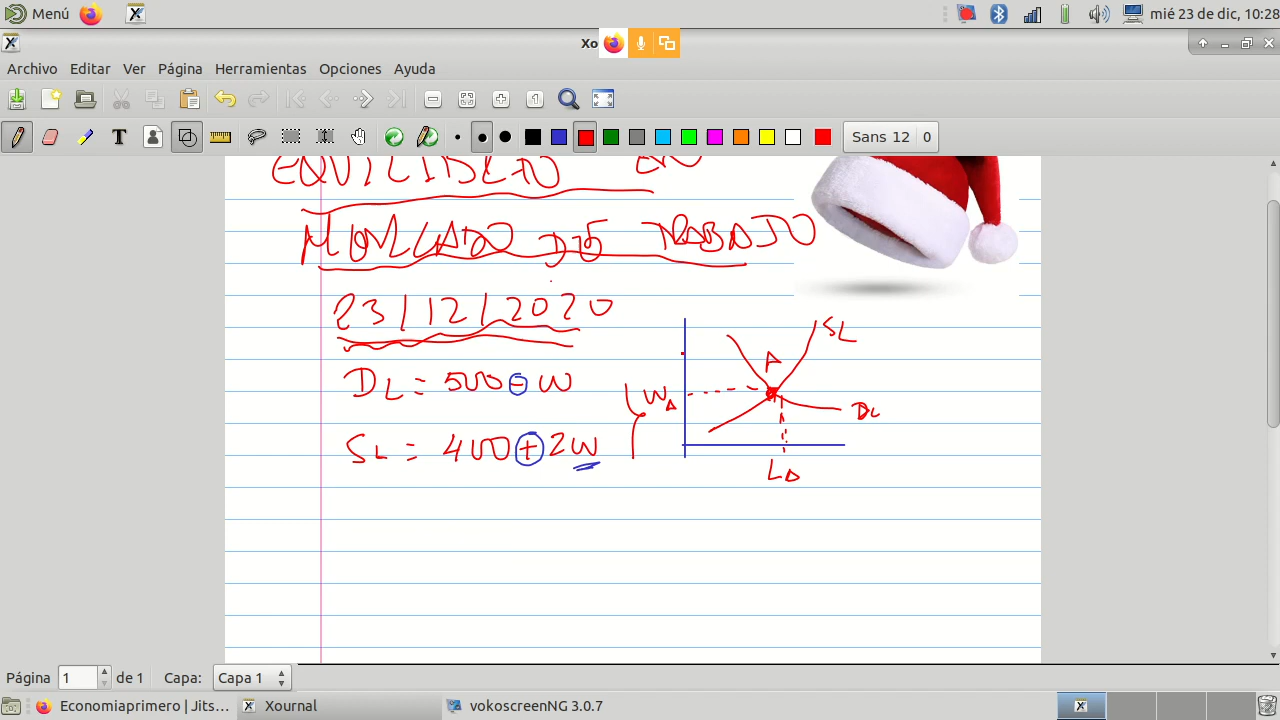 Menú
mié 23 de dic, 10:28
Xo
Archivo Editar Ver Página Herramientas Opciones Ayuda
Sans 12 0
EQUILIBRIO EN
MERCADO DE TRABAJO
23/12/2020
DL = 500 - W
SL = 400 + 2W
SL
A
WA
DL
LA
Página 1 de 1 Capa: Capa 1
Economiaprimero | Jits... Xournal vokoscreenNG 3.0.7